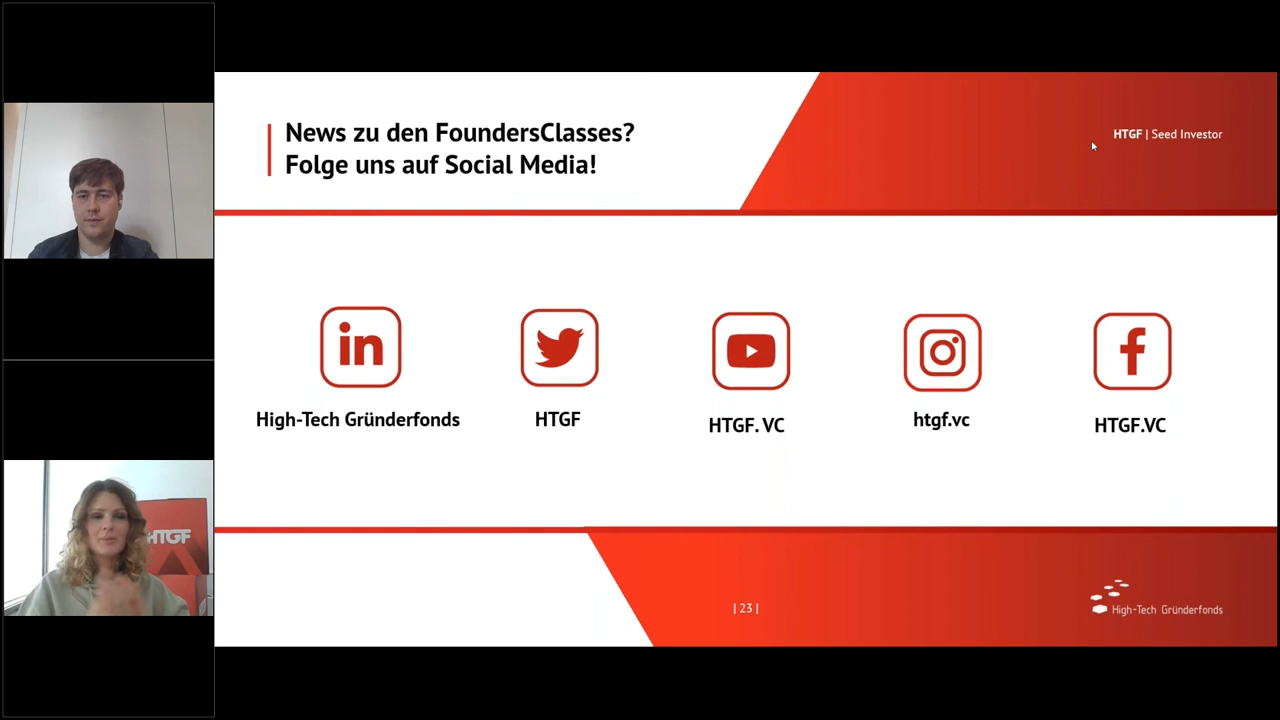 News zu den FoundersClasses?
Folge uns auf Social Media!
HTGF | Seed Investor
High-Tech Gründerfonds
HTGF
HTGF. VC
htgf.vc
HTGF.VC
HTGF
| 23 |
High-Tech Gründerfonds